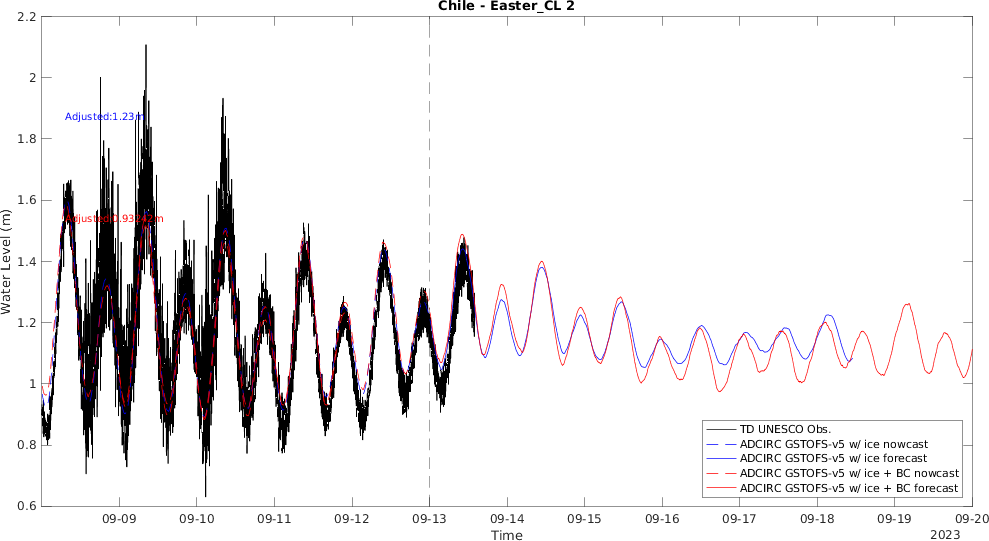 Chile - Easter_CL 2
Water Level (m)
2.2
2
1.8
1.6
1.4
1.2
1
0.8
0.6
Adjusted:1.23m
Adjusted:0.93242m
TD UNESCO Obs.
ADCIRC GSTOFS-v5 w/ ice nowcast
ADCIRC GSTOFS-v5 w/ ice forecast
ADCIRC GSTOFS-v5 w/ ice + BC nowcast
ADCIRC GSTOFS-v5 w/ ice + BC forecast
09-09 09-10 09-11 09-12 09-13 09-14 09-15 09-16 09-17 09-18 09-19 09-20
Time
2023